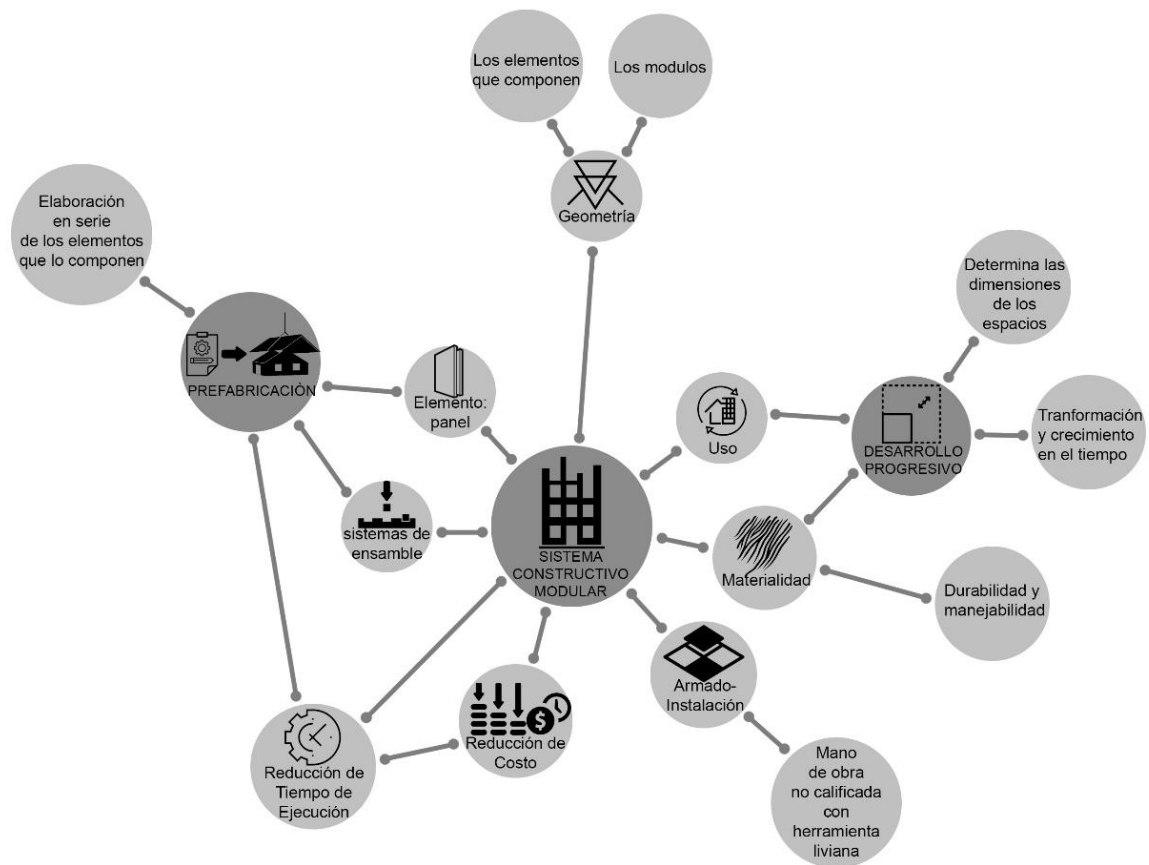 Los elementos
que componen
Los modulos
Geometría
Elaboración
en serie
de los elementos
que lo componen
PREFABRICACIÓN
Elemento:
panel
sistemas de
ensamble
Uso
Determina las
dimensiones
de los
espacios
DESARROLLO
PROGRESIVO
Tranformación
y crecimiento
en el tiempo
SISTEMA
CONSTRUCTIVO
MODULAR
Materialidad
Durabilidad y
manejabilidad
Armado-
Instalación
$
Reducción de
Costo
Reducción de
Tiempo de
Ejecución
Mano
de obra
no calificada
con
herramienta
liviana